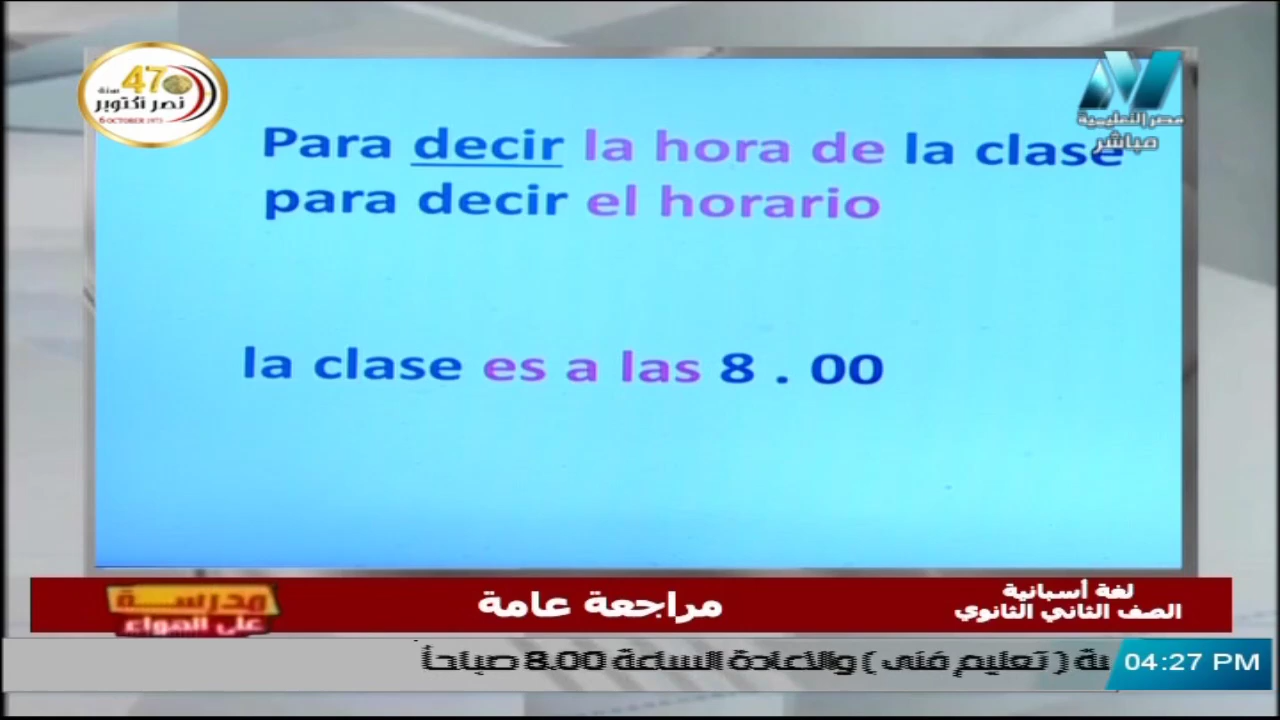 47
سنة
نصر أكتوبر
6 OCTOBER 1973
مصر التعليمية
مباشر
Para decir la hora de la clase
para decir el horario
la clase es a las 8 . 00
لغة أسبانية
الصف الثاني الثانوي
مراجعة عامة
مدرسة
على الهواء
( تعليم فنى ) والاعادة الساعة 8.00 صباحاً
04:27 PM